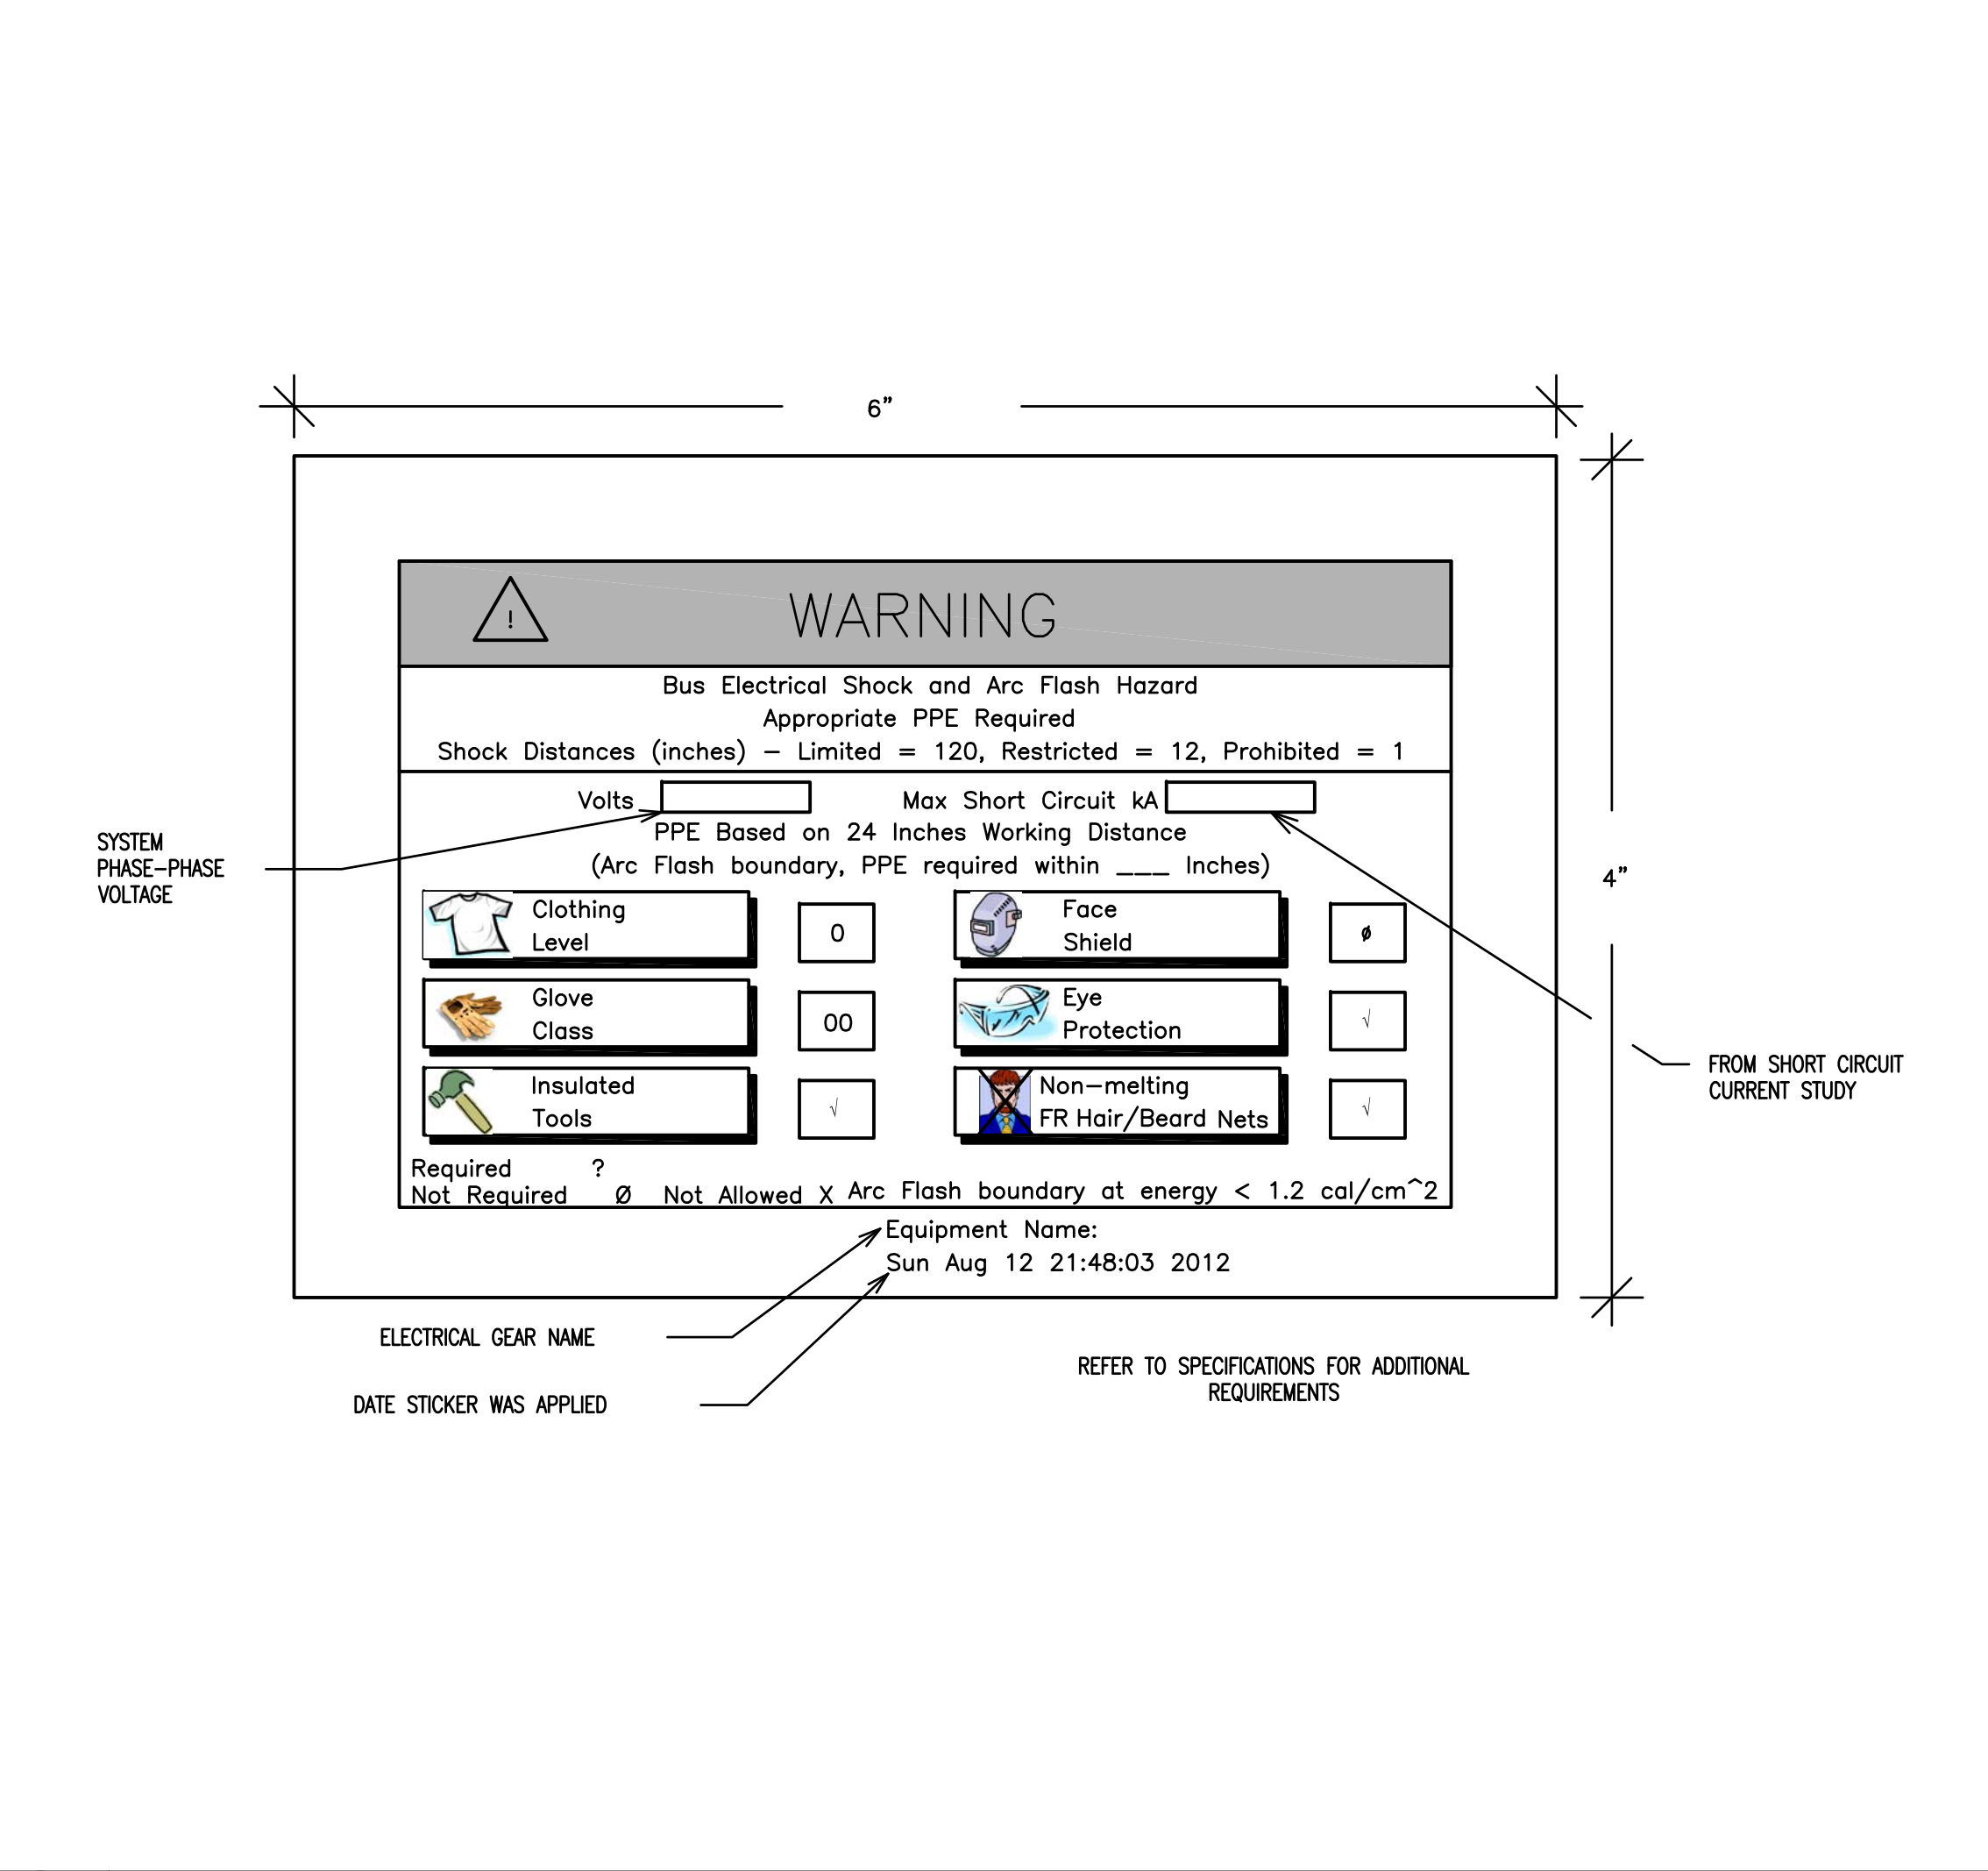 6"
WARNING
!
Bus Electrical Shock and Arc Flash Hazard
Appropriate PPE Required
Shock Distances (inches) - Limited = 120, Restricted = 12, Prohibited = 1
Volts
Max Short Circuit kA
PPE Based on 24 Inches Working Distance
(Arc Flash boundary, PPE required within ___ Inches)
SYSTEM
PHASE-PHASE
VOLTAGE
4"
Clothing
Level
0
Face
Shield
ø
Glove
Class
00
Eye
Protection
√
Insulated
Tools
√
Non-melting
FR Hair/Beard Nets
√
FROM SHORT CIRCUIT
CURRENT STUDY
Required ?
Not Required Ø Not Allowed X Arc Flash boundary at energy < 1.2 cal/cm^2
Equipment Name:
Sun Aug 12 21:48:03 2012
ELECTRICAL GEAR NAME
DATE STICKER WAS APPLIED
REFER TO SPECIFICATIONS FOR ADDITIONAL
REQUIREMENTS